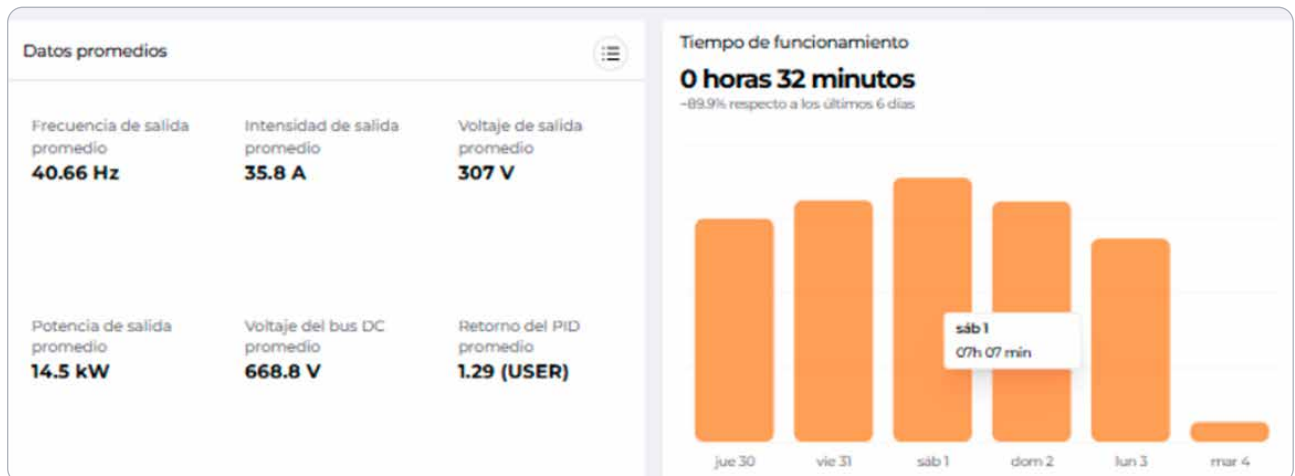 Datos promedios
Frecuencia de salida
promedio
40.66 Hz
Intensidad de salida
promedio
35.8 A
Voltaje de salida
promedio
307 V
Potencia de salida
promedio
14.5 kW
Voltaje del bus DC
promedio
668.8 V
Retorno del PID
promedio
1.29 (USER)
Tiempo de funcionamiento
0 horas 32 minutos
-89.9% respecto a los últimos 6 días
sáb 1
07h 07 min
jue 30
vie 31
sáb 1
dom 2
lun 3
mar 4